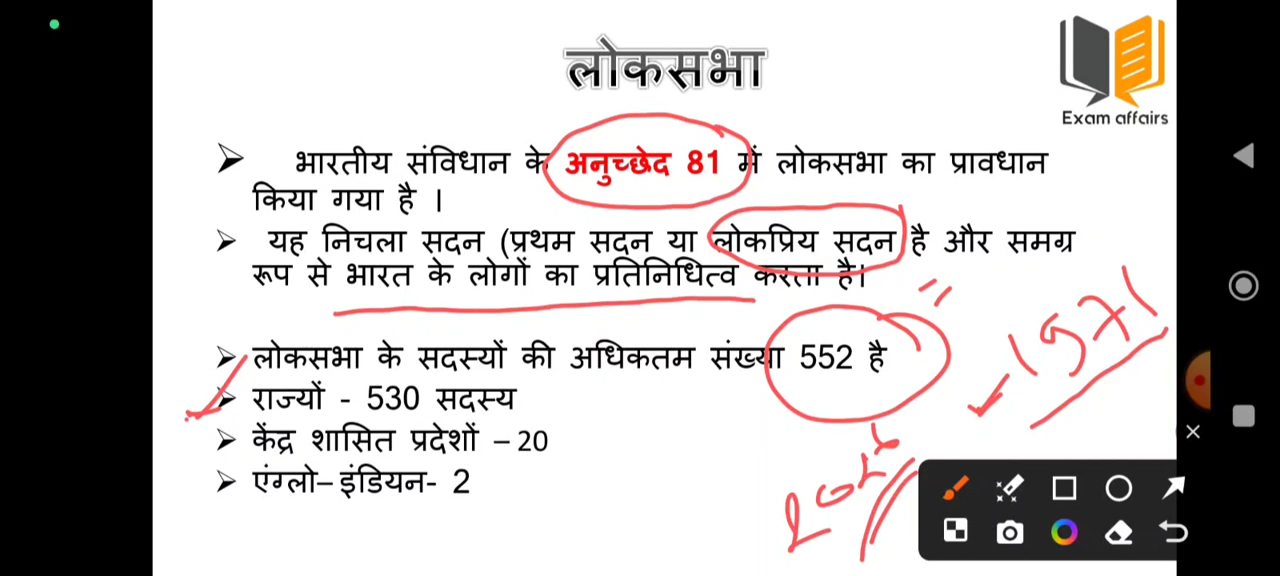 लोकसभा
Exam affairs
भारतीय संविधान के अनुच्छेद 81 में लोकसभा का प्रावधान
किया गया है ।
यह निचला सदन (प्रथम सदन या लोकप्रिय सदन है और समग्र
रूप से भारत के लोगों का प्रतिनिधित्व करता है।
लोकसभा के सदस्यों की अधिकतम संख्या 552 है
राज्यों - 530 सदस्य
केंद्र शासित प्रदेशों – 20
एंग्लो– इंडियन- 2
1971